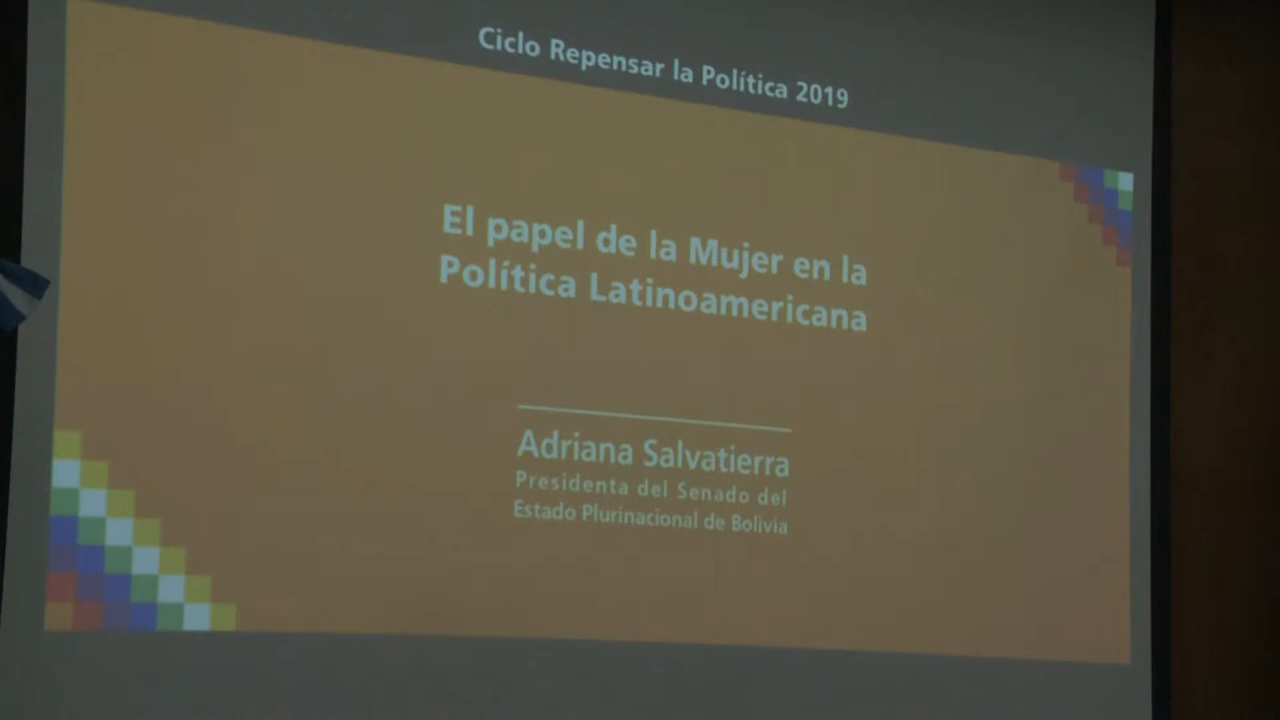 Ciclo Repensar la Política 2019
El papel de la Mujer en la
Política Latinoamericana
Adriana Salvatierra
Presidenta del Senado del
Estado Plurinacional de Bolivia